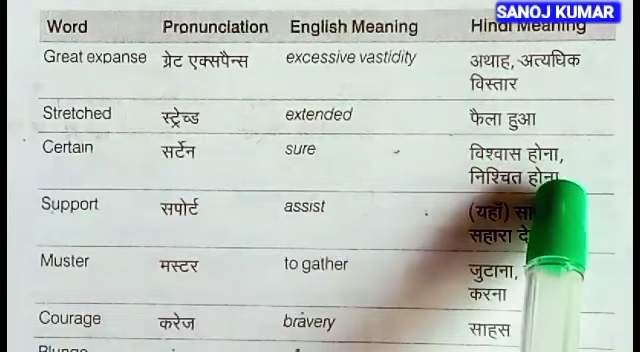 SANOJ KUMAR
Word Pronunciation English Meaning Hindi Meaning
Great expanse ग्रेट एक्सपैन्स excessive vastidity अथाह, अत्यधिक
विस्तार
Stretched स्ट्रेच्ड extended फैला हुआ
Certain सर्टेन sure विश्वास होना,
निश्चित होना
Support सपोर्ट assist (यहाँ)
सहारा
Muster मस्टर to gather जुटाना,
करना
Courage करेज bravery साहस